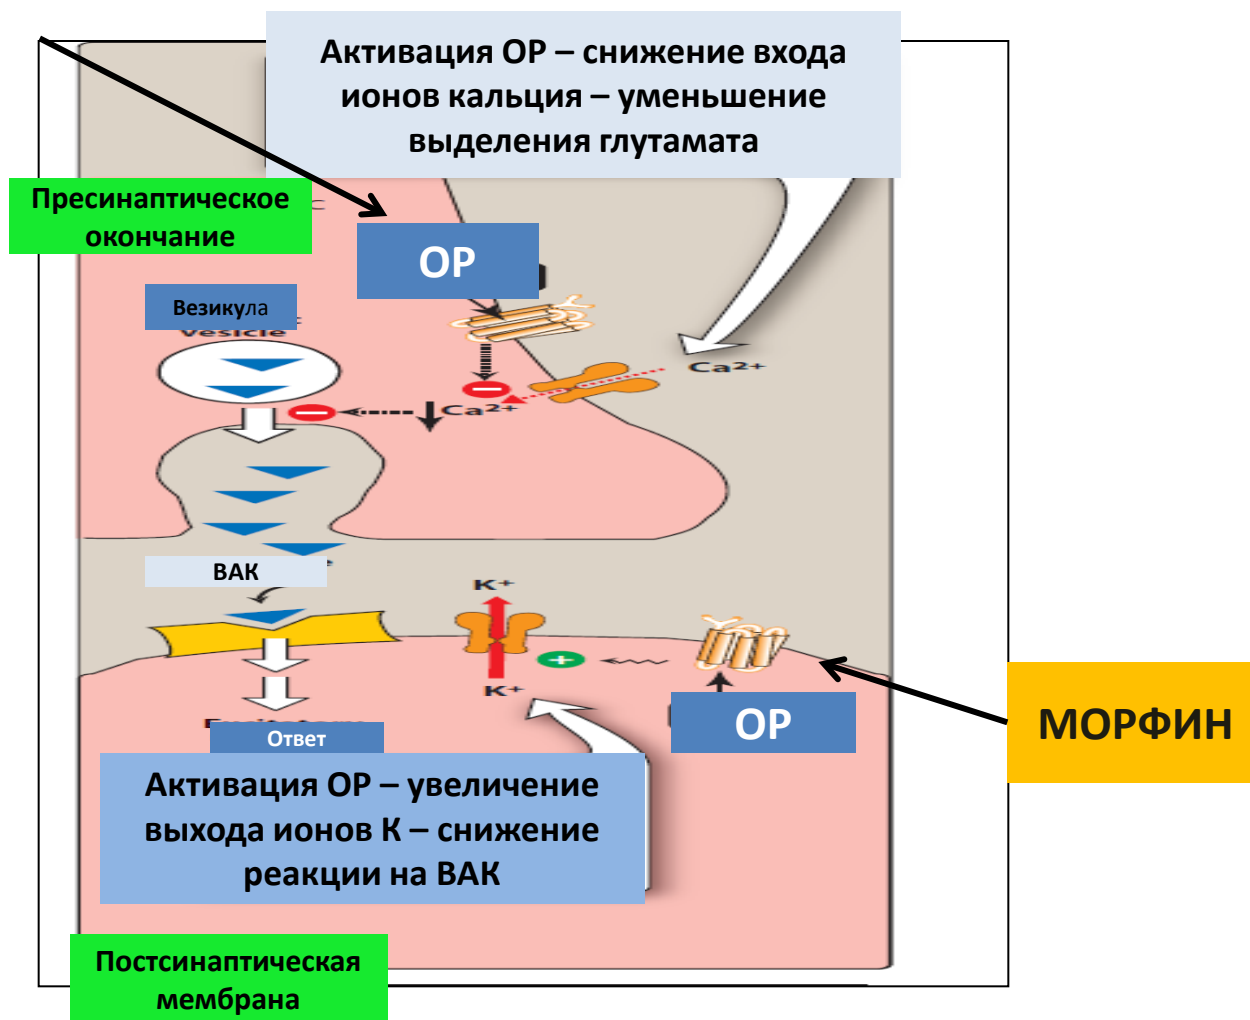 Активация ОР – снижение входа
ионов кальция – уменьшение
выделения глутамата
Пресинаптическое
окончание
ОР
Везикула
vesicle
Ca²⁺
Ca²⁺
ВАК
K⁺
K⁺
ОР
МОРФИН
Ответ
Активация ОР – увеличение
выхода ионов К – снижение
реакции на ВАК
Постсинаптическая
мембрана